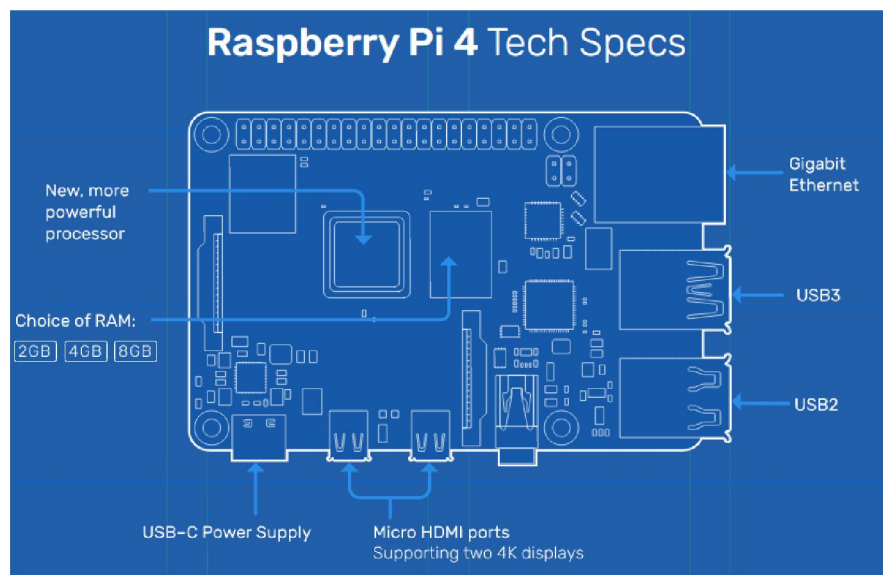 Raspberry Pi 4 Tech Specs
New, more
powerful
processor
Choice of RAM:
2GB 4GB 8GB
Gigabit
Ethernet
USB3
USB2
USB-C Power Supply
Micro HDMI ports
Supporting two 4K displays